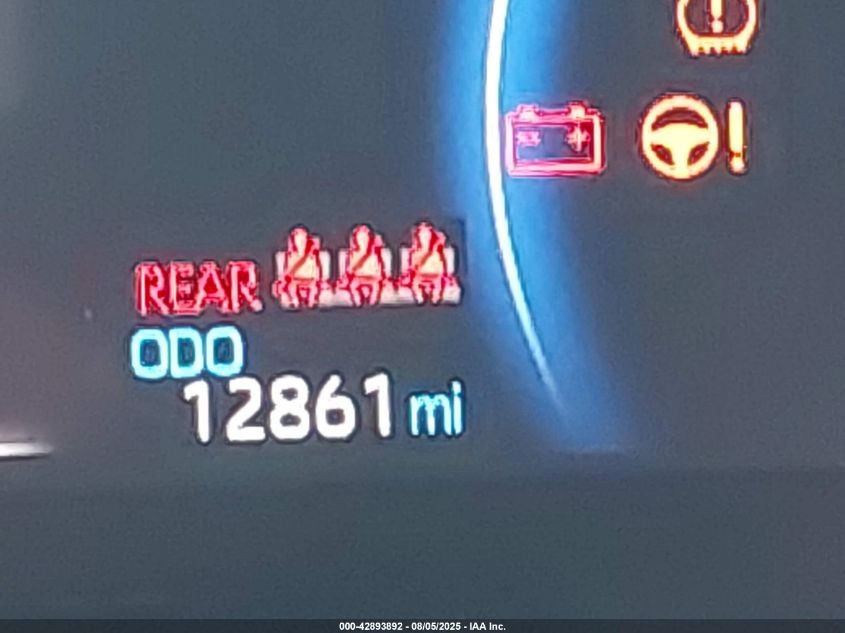 REAR
ODO
12861 mi
000-42893892 - 08/05/2025 - IAA Inc.